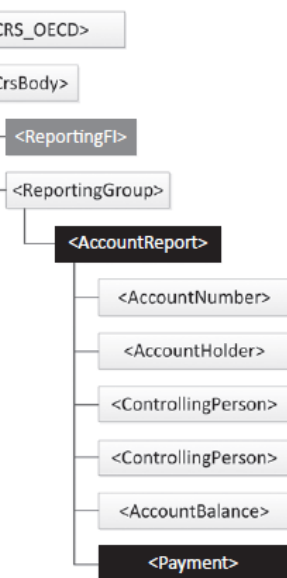 CRS_OECD>
CrsBody>
<ReportingFI>
<ReportingGroup>
<AccountReport>
<AccountNumber>
<AccountHolder>
<ControllingPerson>
<ControllingPerson>
<AccountBalance>
<Payment>